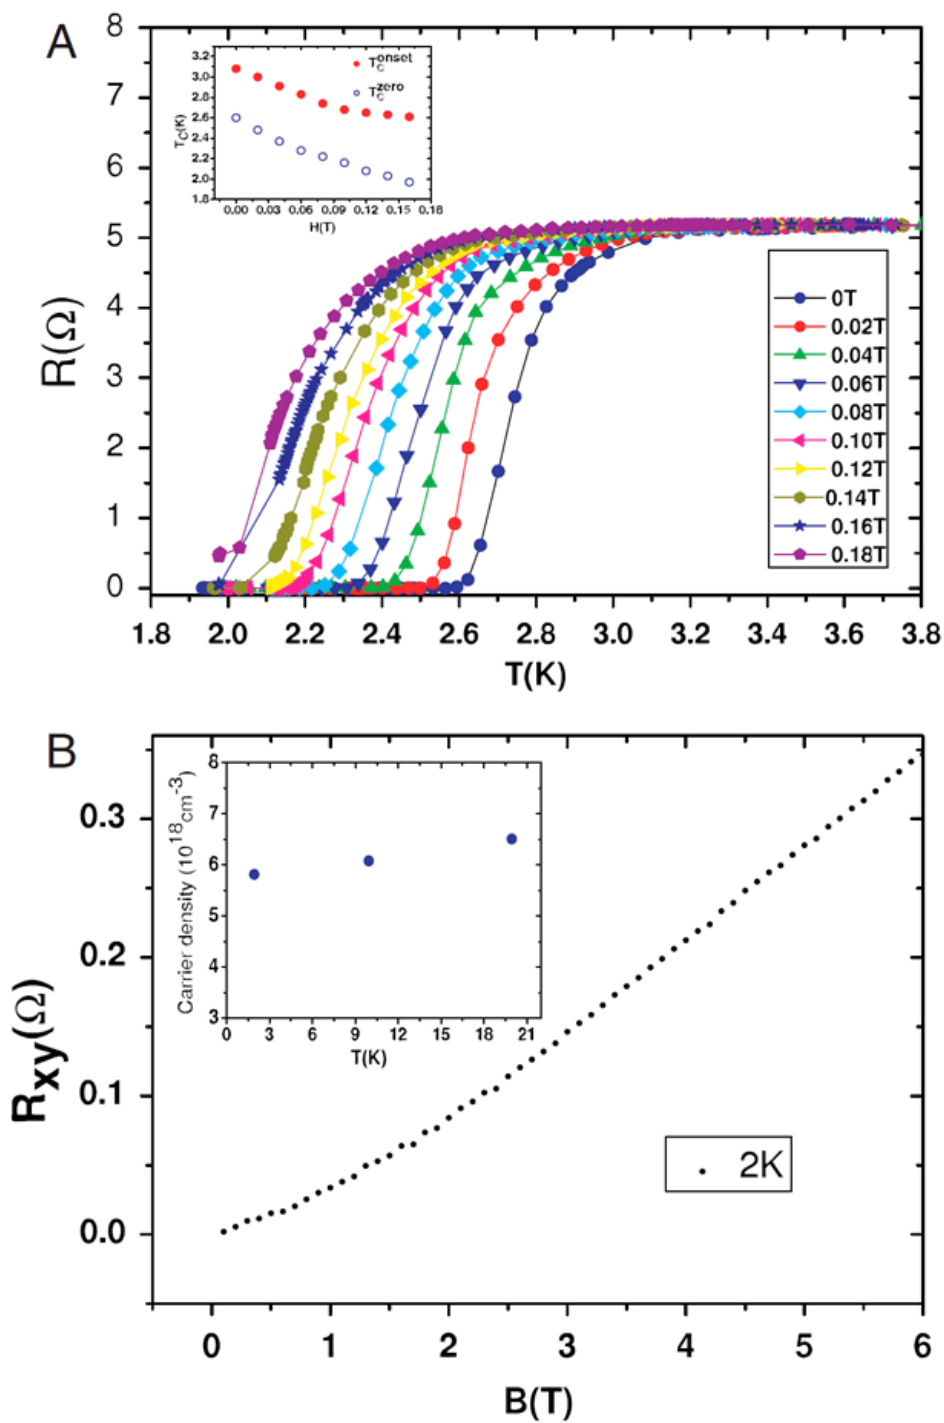 A
8
7
6
5
4
3
2
1
0
R(Ω)
1.8 2.0 2.2 2.4 2.6 2.8 3.0 3.2 3.4 3.6 3.8
T(K)
3.2
3.0
2.8
2.6
2.4
2.2
2.0
1.8
T_C(K)
0.00 0.03 0.06 0.09 0.12 0.15 0.18
H(T)
T_C^onset
T_C^zero
0T
0.02T
0.04T
0.06T
0.08T
0.10T
0.12T
0.14T
0.16T
0.18T
B
0.3
0.2
0.1
0.0
Rxy(Ω)
0 1 2 3 4 5 6
B(T)
8
7
6
5
4
3
Carrier density (10^18cm^-3)
0 3 6 9 12 15 18 21
T(K)
2K